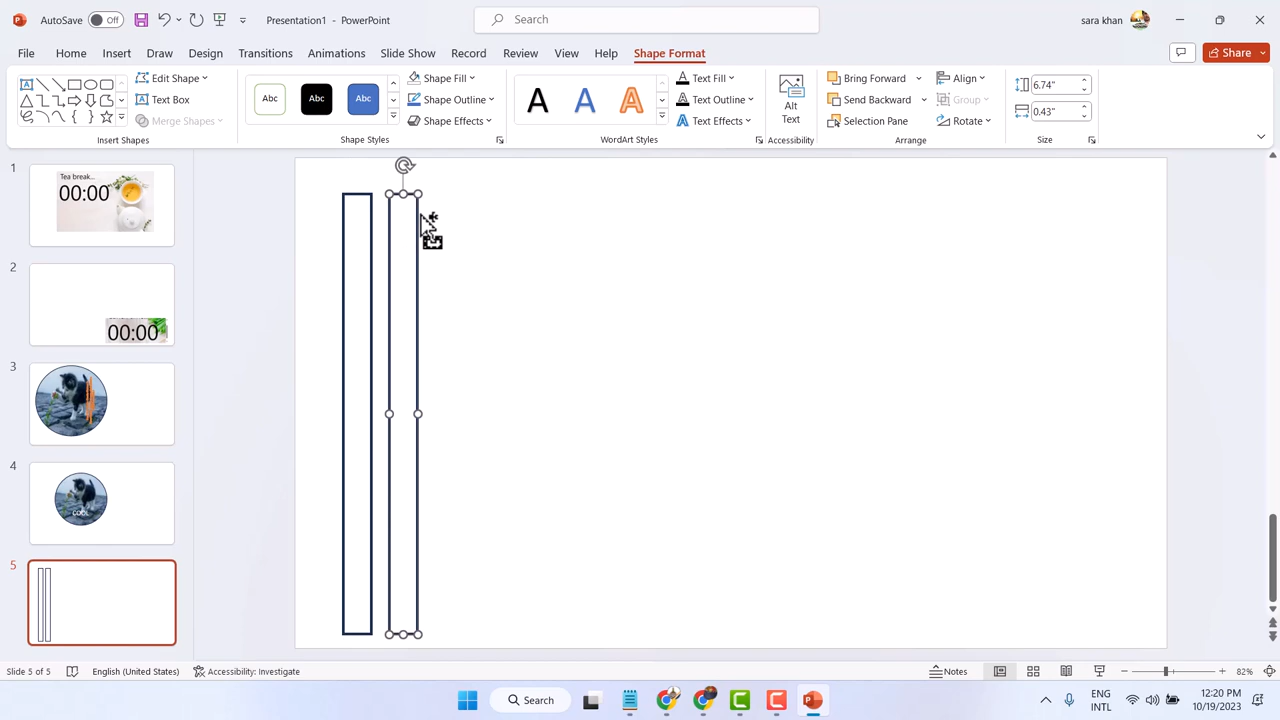 AutoSave Off Presentation1 - PowerPoint Search sara khan
File Home Insert Draw Design Transitions Animations Slide Show Record Review View Help Shape Format Share
Edit Shape
Text Box
Merge Shapes
Insert Shapes
Abc Abc Abc
Shape Fill
Shape Outline
Shape Effects
Shape Styles
A A A
Text Fill
Text Outline
Text Effects
WordArt Styles
Alt
Text
Accessibility
Bring Forward
Send Backward
Selection Pane
Align
Group
Rotate
Arrange
6.74"
0.43"
Size
1
Tea break...
00:00
2
00:00
3
4
COOL
5
Slide 5 of 5 English (United States) Accessibility: Investigate Notes 82%
Search
ENG
INTL
12:20 PM
10/19/2023